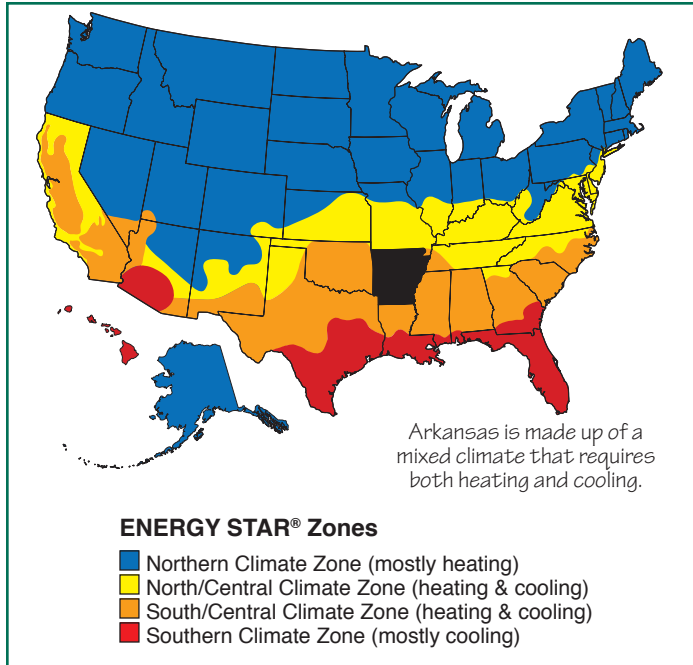 Arkansas is made up of a
mixed climate that requires
both heating and cooling.
ENERGY STAR® Zones
Northern Climate Zone (mostly heating)
North/Central Climate Zone (heating & cooling)
South/Central Climate Zone (heating & cooling)
Southern Climate Zone (mostly cooling)